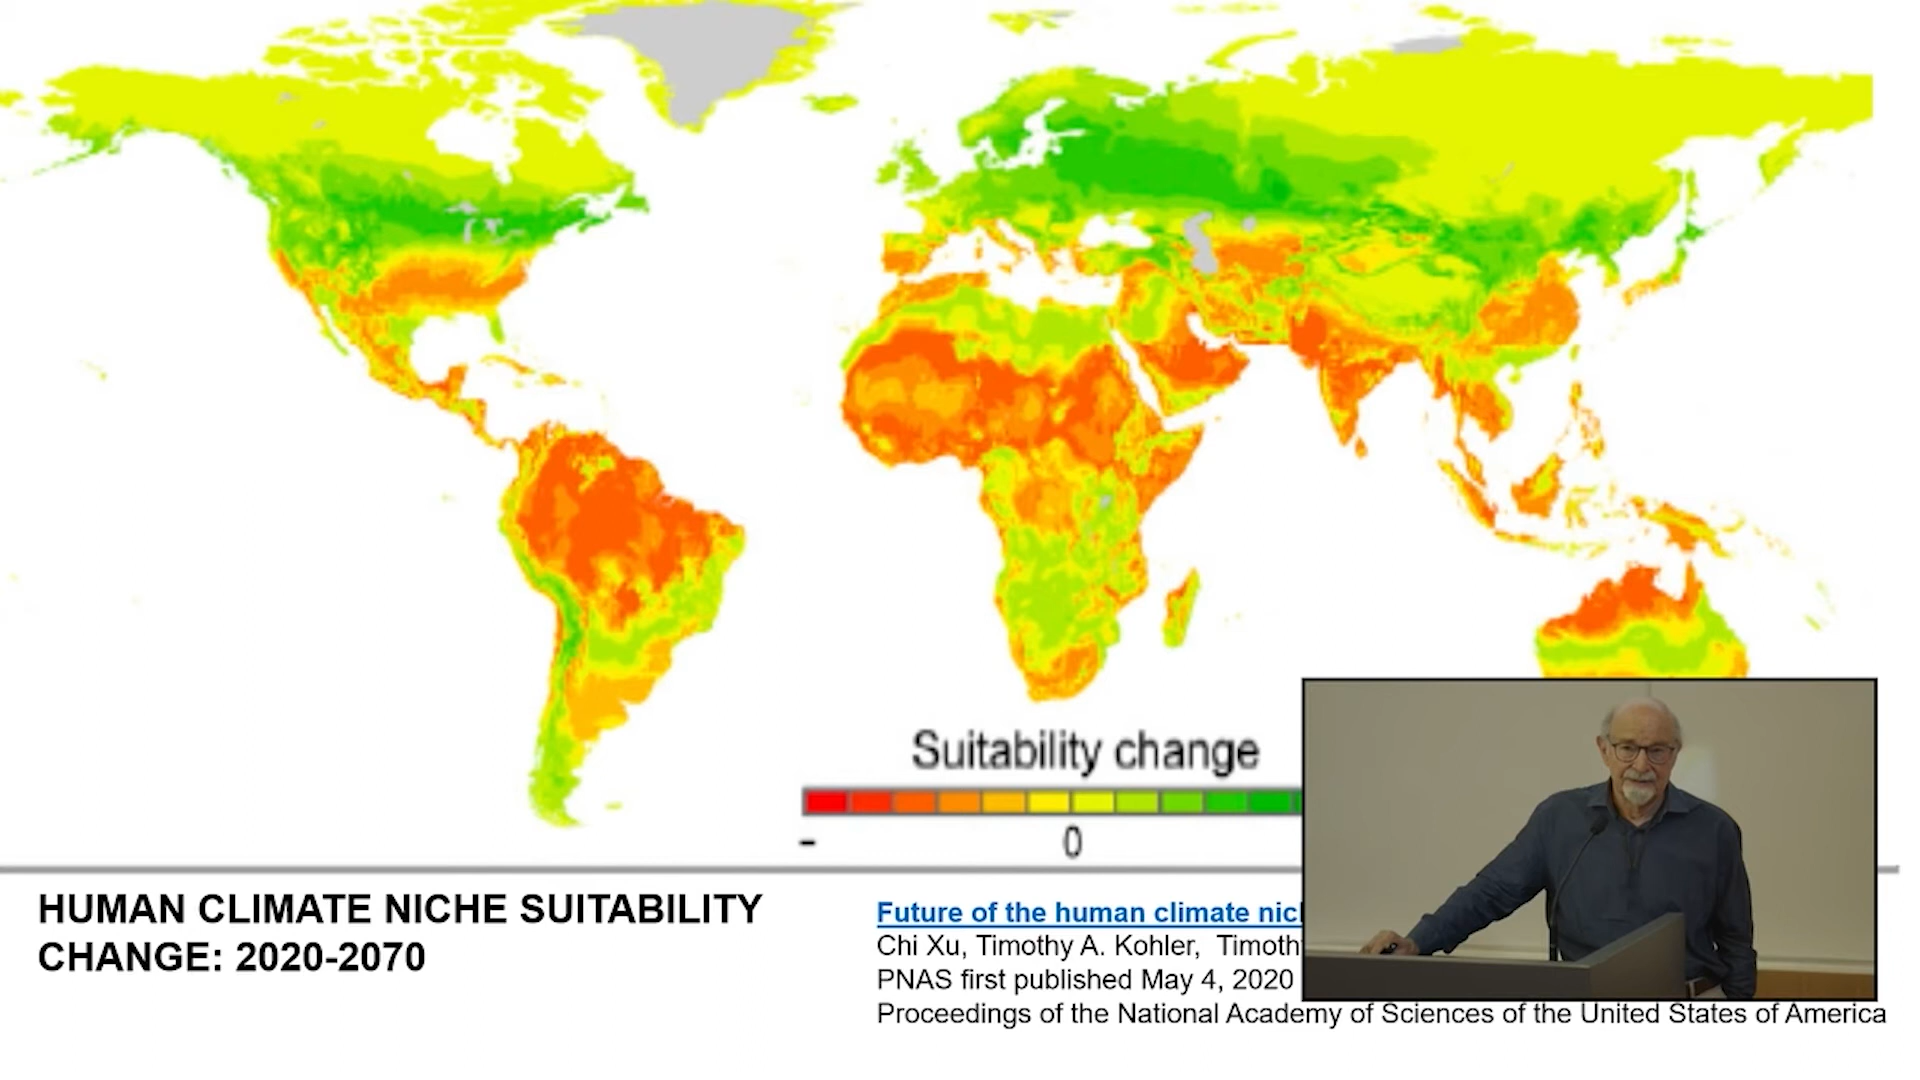 Suitability change
- 0
HUMAN CLIMATE NICHE SUITABILITY
CHANGE: 2020-2070
Future of the human climate
Chi Xu, Timothy A. Kohler,
PNAS first published May 4, 2020
Proceedings of the National Academy of Sciences of the United States of America